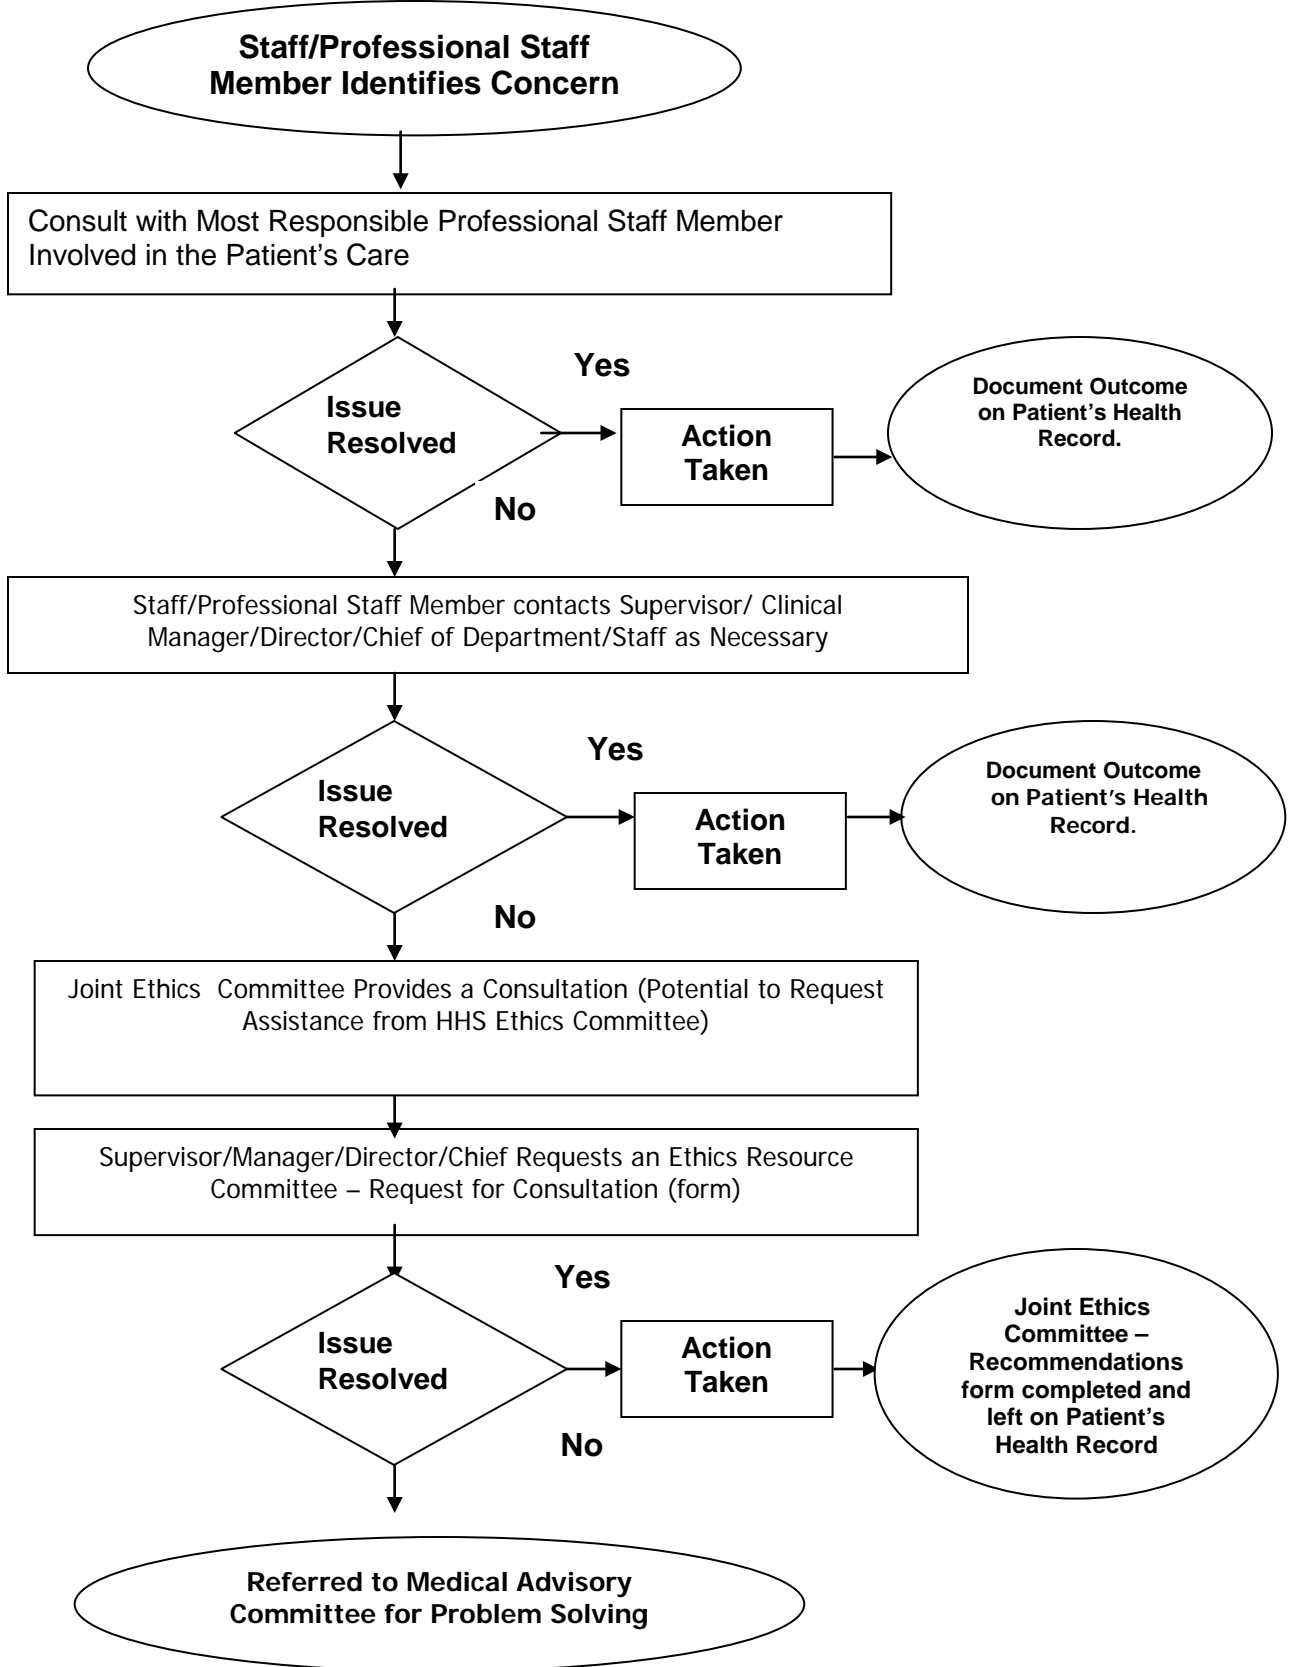 Staff/Professional Staff
Member Identifies Concern
Consult with Most Responsible Professional Staff Member
Involved in the Patient's Care
Yes
Issue
Resolved
Action
Taken
Document Outcome
on Patient's Health
Record.
No
Staff/Professional Staff Member contacts Supervisor/ Clinical
Manager/Director/Chief of Department/Staff as Necessary
Yes
Issue
Resolved
Action
Taken
Document Outcome
on Patient's Health
Record.
No
Joint Ethics  Committee Provides a Consultation (Potential to Request
Assistance from HHS Ethics Committee)
Supervisor/Manager/Director/Chief Requests an Ethics Resource
Committee – Request for Consultation (form)
Yes
Issue
Resolved
Action
Taken
Joint Ethics
Committee –
Recommendations
form completed and
left on Patient's
Health Record
No
Referred to Medical Advisory
Committee for Problem Solving